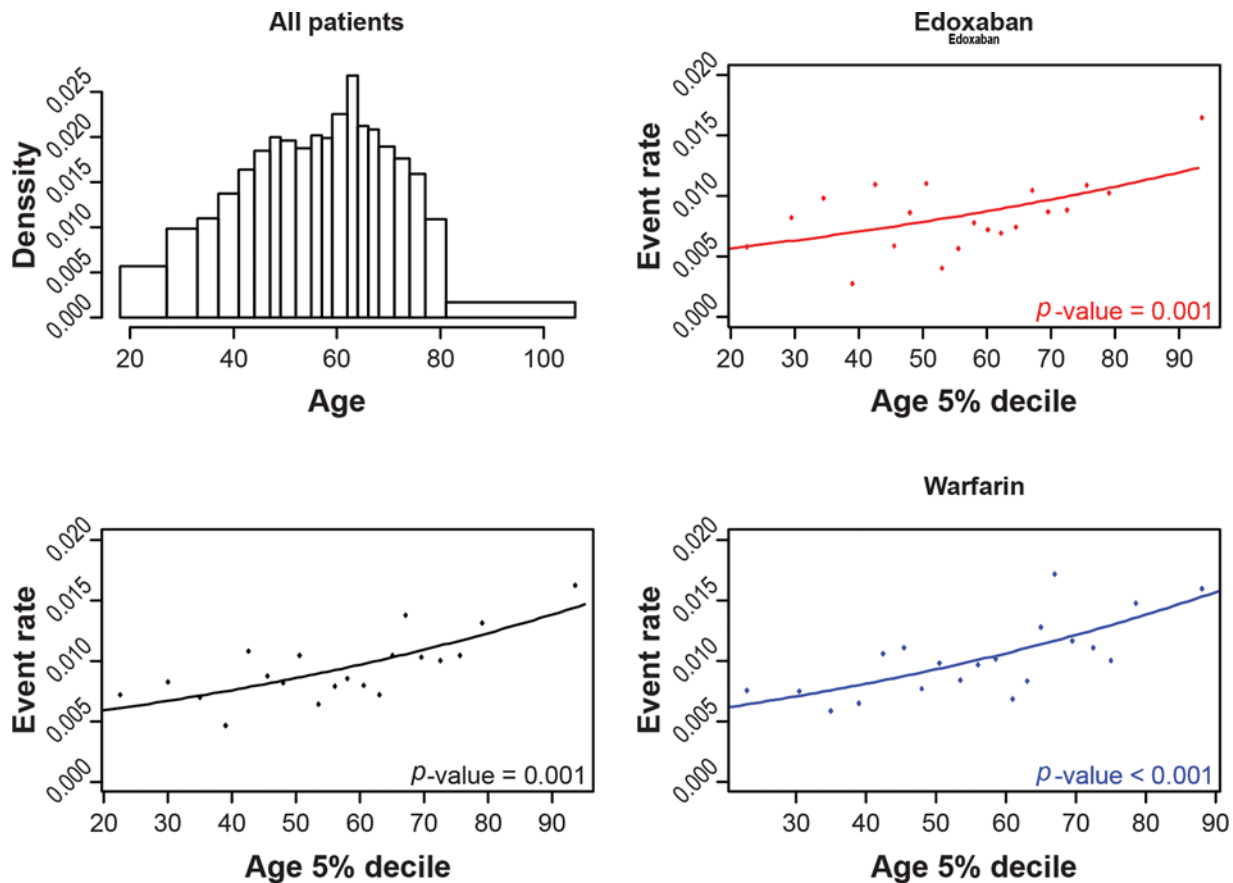 All patients
0.000 0.005 0.010 0.015 0.020 0.025
Denssity
20 40 60 80 100
Age
Edoxaban
Edoxaban
0.000 0.005 0.010 0.015 0.020
Event rate
p-value = 0.001
20 30 40 50 60 70 80 90
Age 5% decile
0.000 0.005 0.010 0.015 0.020
Event rate
p-value = 0.001
20 30 40 50 60 70 80 90
Age 5% decile
Warfarin
0.000 0.005 0.010 0.015 0.020
Event rate
p-value < 0.001
30 40 50 60 70 80 90
Age 5% decile